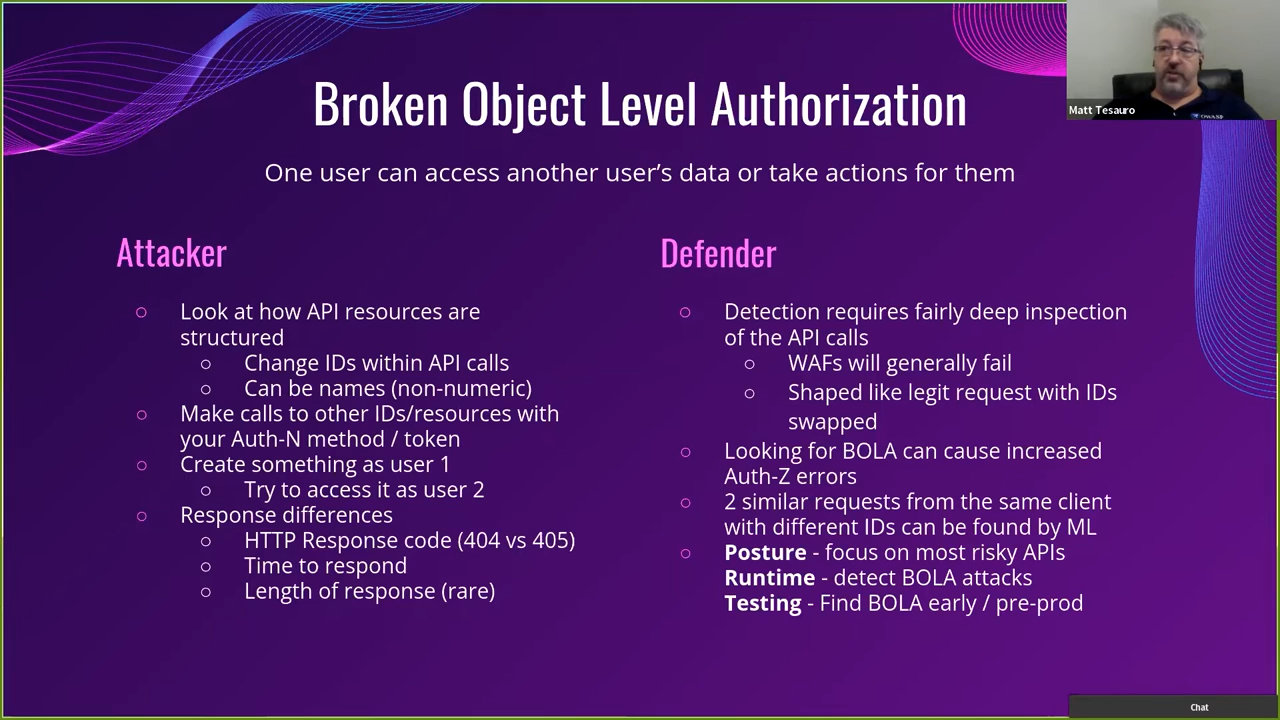 Broken Object Level Authorization
Matt Tesauro
OWASP
One user can access another user's data or take actions for them
Attacker
○ Look at how API resources are
structured
○ Change IDs within API calls
○ Can be names (non-numeric)
○ Make calls to other IDs/resources with
your Auth-N method / token
○ Create something as user 1
○ Try to access it as user 2
○ Response differences
○ HTTP Response code (404 vs 405)
○ Time to respond
○ Length of response (rare)
Defender
○ Detection requires fairly deep inspection
of the API calls
○ WAFs will generally fail
○ Shaped like legit request with IDs
swapped
○ Looking for BOLA can cause increased
Auth-Z errors
○ 2 similar requests from the same client
with different IDs can be found by ML
○ Posture - focus on most risky APIs
Runtime - detect BOLA attacks
Testing - Find BOLA early / pre-prod
Chat